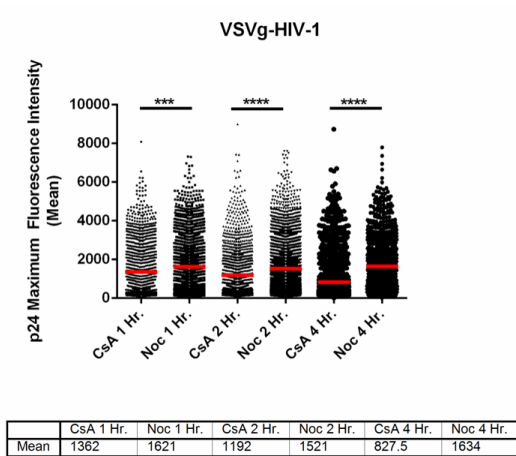 VSVg-HIV-1
p24 Maximum Fluorescence Intensity
(Mean)
10000
8000
6000
4000
2000
0
*** **** ****
CsA 1 Hr. Noc 1 Hr. CsA 2 Hr. Noc 2 Hr. CsA 4 Hr. Noc 4 Hr.
CsA 1 Hr. Noc 1 Hr. CsA 2 Hr. Noc 2 Hr. CsA 4 Hr. Noc 4 Hr.
Mean 1362 1621 1192 1521 827.5 1634